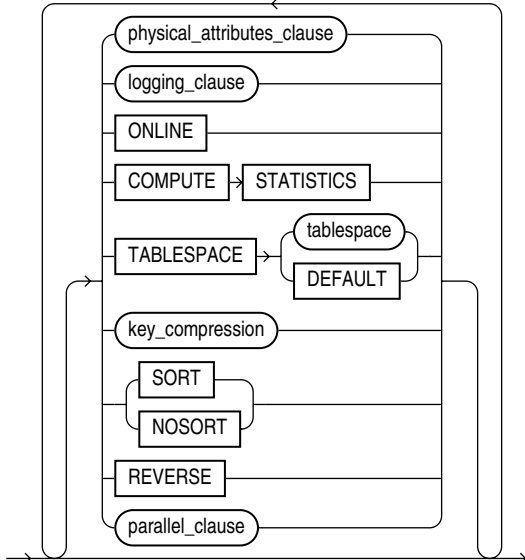 physical_attributes_clause
logging_clause
ONLINE
COMPUTE STATISTICS
tablespace
TABLESPACE
DEFAULT
key_compression
SORT
NOSORT
REVERSE
parallel_clause